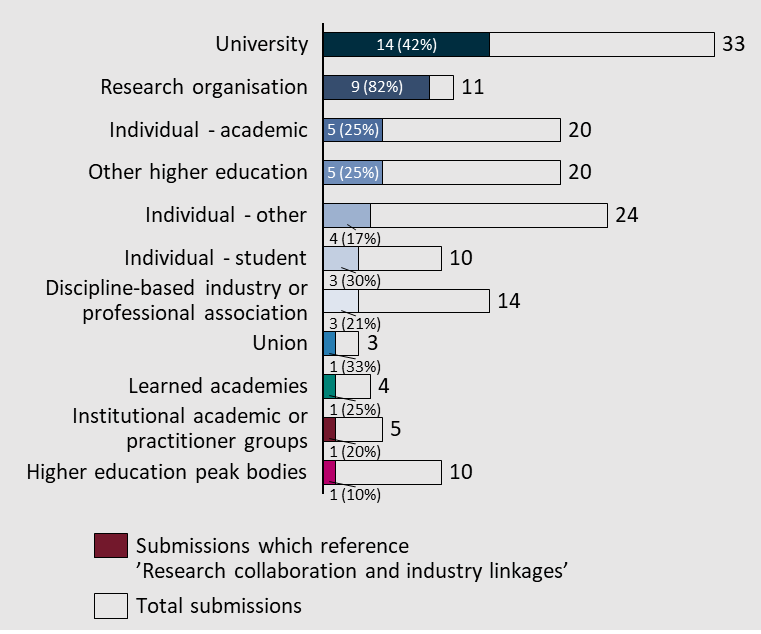 University 14 (42%) 33
Research organisation 9 (82%) 11
Individual - academic 5 (25%) 20
Other higher education 5 (25%) 20
Individual - other 24
4 (17%)
Individual - student 10
3 (30%)
Discipline-based industry or
professional association 14
3 (21%)
Union 3
1 (33%)
Learned academies 4
1 (25%)
Institutional academic or
practitioner groups 5
1 (20%)
Higher education peak bodies 10
1 (10%)
Submissions which reference
’Research collaboration and industry linkages’
Total submissions